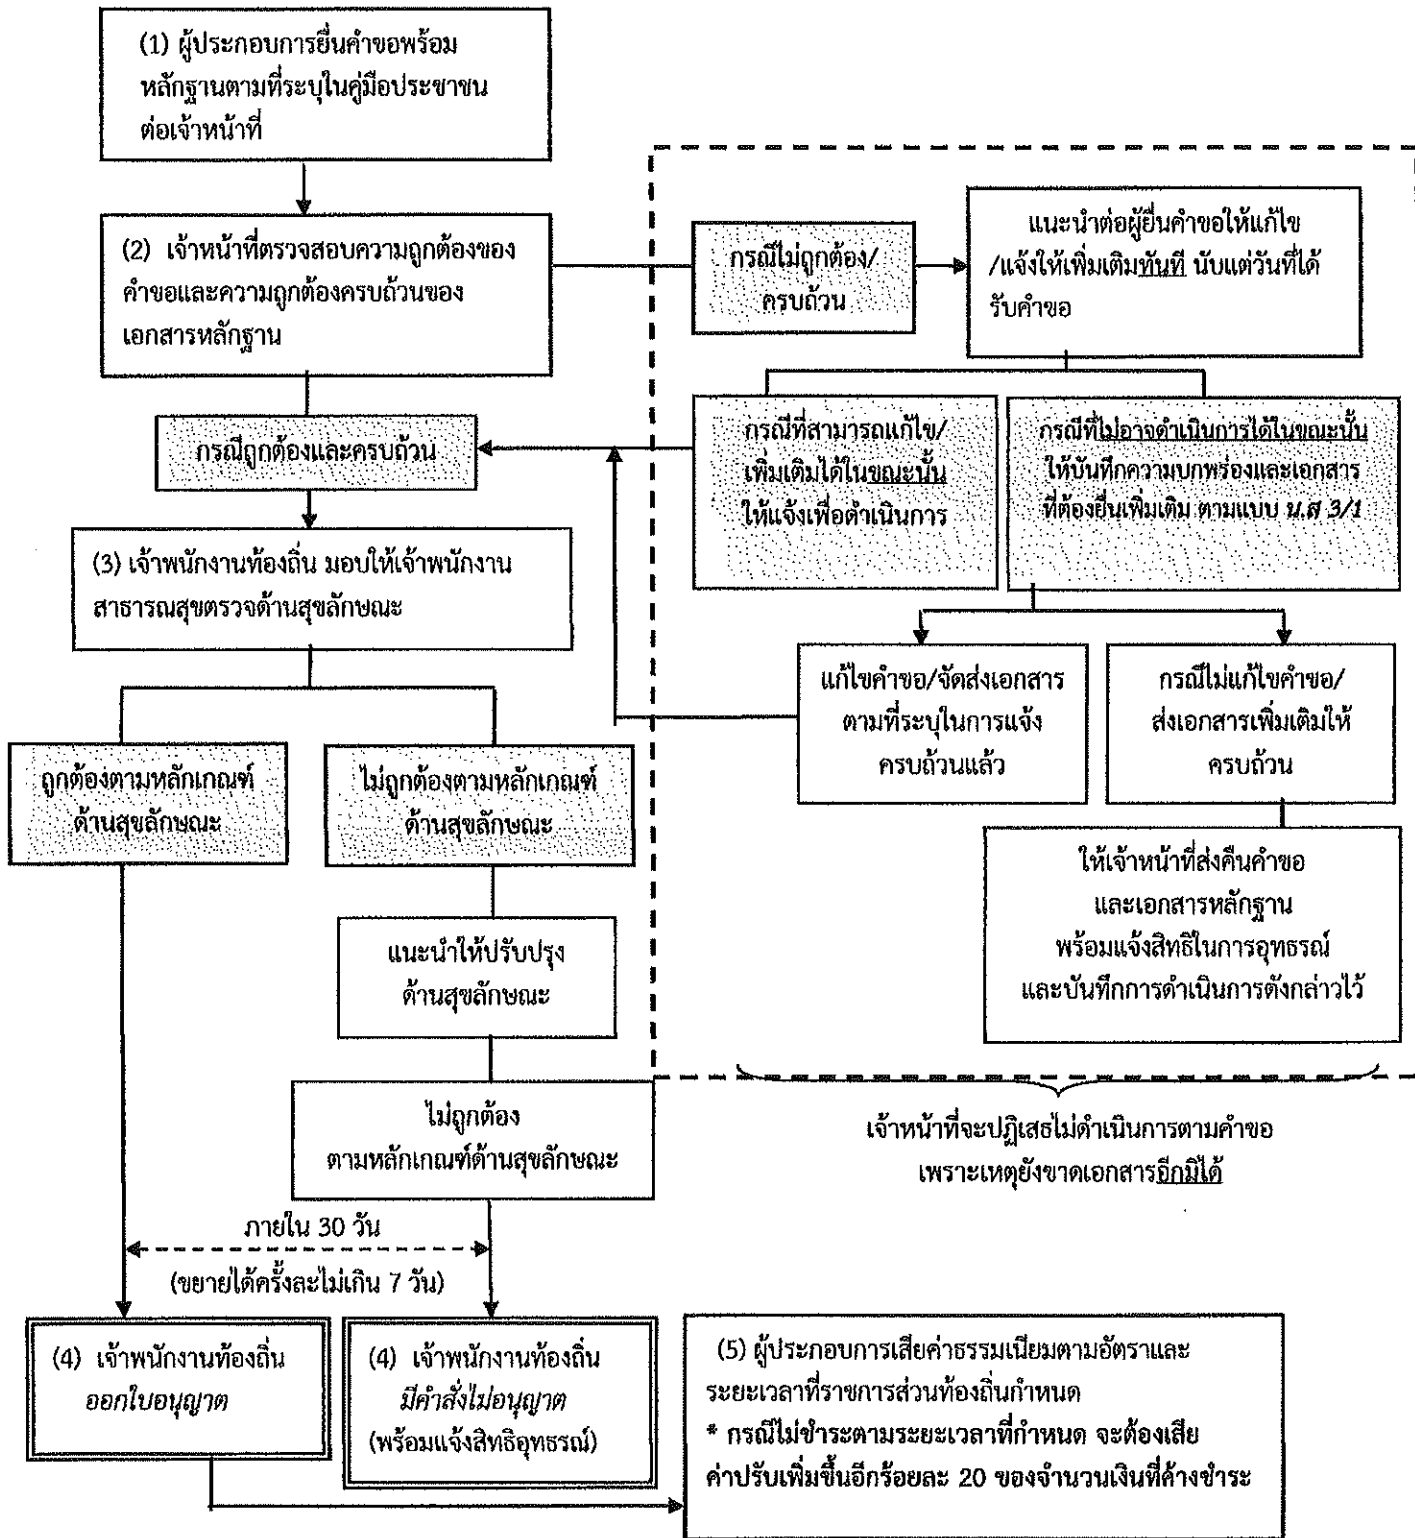 (1) ผู้ประกอบการยื่นคำขอพร้อม
หลักฐานตามที่ระบุในคู่มือประชาชน
ต่อเจ้าหน้าที่
(2) เจ้าหน้าที่ตรวจสอบความถูกต้องของ
คำขอและความถูกต้องครบถ้วนของ
เอกสารหลักฐาน
กรณีไม่ถูกต้อง/
ครบถ้วน
แนะนำต่อผู้ยื่นคำขอให้แก้ไข
/แจ้งให้เพิ่มเติมทันที นับแต่วันที่ได้
รับคำขอ
กรณีถูกต้องและครบถ้วน
กรณีที่สามารถแก้ไข/
เพิ่มเติมได้ในขณะนั้น
ให้แจ้งเพื่อดำเนินการ
กรณีที่ไม่อาจดำเนินการได้ในขณะนั้น
ให้บันทึกความบกพร่องและเอกสาร
ที่ต้องยื่นเพิ่มเติม ตามแบบ น.ส 3/1
(3) เจ้าพนักงานท้องถิ่น มอบให้เจ้าพนักงาน
สาธารณสุขตรวจด้านสุขลักษณะ
แก้ไขคำขอ/จัดส่งเอกสาร
ตามที่ระบุในการแจ้ง
ครบถ้วนแล้ว
กรณีไม่แก้ไขคำขอ/
ส่งเอกสารเพิ่มเติมให้
ครบถ้วน
ถูกต้องตามหลักเกณฑ์
ด้านสุขลักษณะ
ไม่ถูกต้องตามหลักเกณฑ์
ด้านสุขลักษณะ
ให้เจ้าหน้าที่ส่งคืนคำขอ
และเอกสารหลักฐาน
พร้อมแจ้งสิทธิในการอุทธรณ์
และบันทึกการดำเนินการดังกล่าวไว้
แนะนำให้ปรับปรุง
ด้านสุขลักษณะ
ไม่ถูกต้อง
ตามหลักเกณฑ์ด้านสุขลักษณะ
เจ้าหน้าที่จะปฏิเสธไม่ดำเนินการตามคำขอ
เพราะเหตุยังขาดเอกสารอีกมิได้
ภายใน 30 วัน
(ขยายได้ครั้งละไม่เกิน 7 วัน)
(4) เจ้าพนักงานท้องถิ่น
ออกใบอนุญาต
(4) เจ้าพนักงานท้องถิ่น
มีคำสั่งไม่อนุญาต
(พร้อมแจ้งสิทธิอุทธรณ์)
(5) ผู้ประกอบการเสียค่าธรรมเนียมตามอัตราและ
ระยะเวลาที่ราชการส่วนท้องถิ่นกำหนด
* กรณีไม่ชำระตามระยะเวลาที่กำหนด จะต้องเสีย
ค่าปรับเพิ่มขึ้นอีกร้อยละ 20 ของจำนวนเงินที่ค้างชำระ